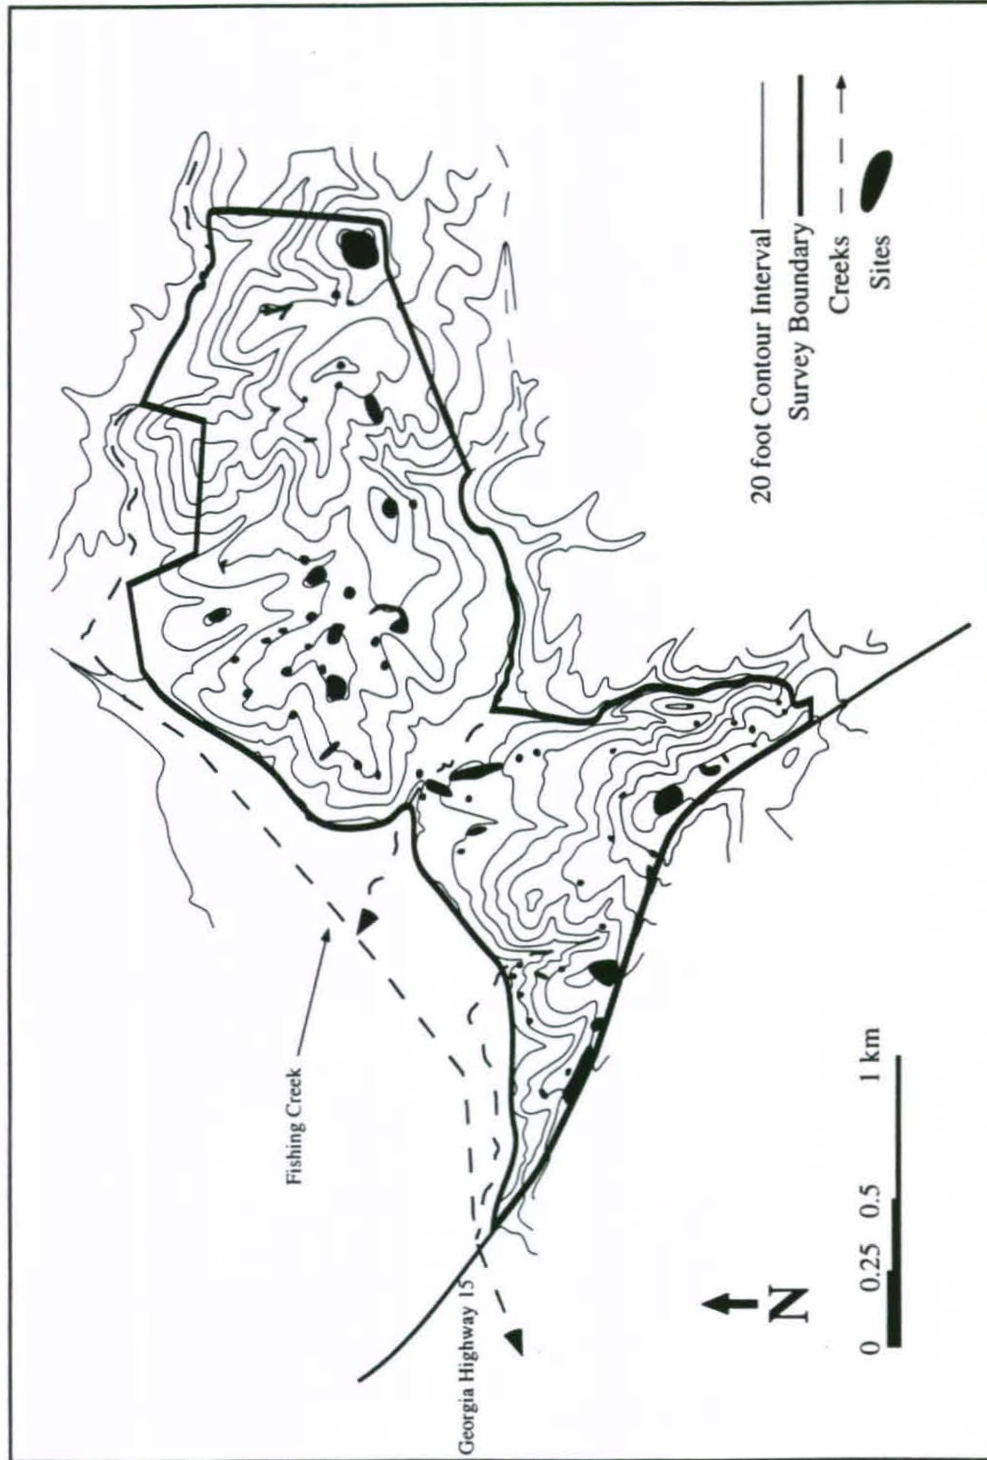 Fishing Creek
Georgia Highway 15
20 foot Contour Interval
Survey Boundary
Creeks
Sites
N
0 0.25 0.5 1 km